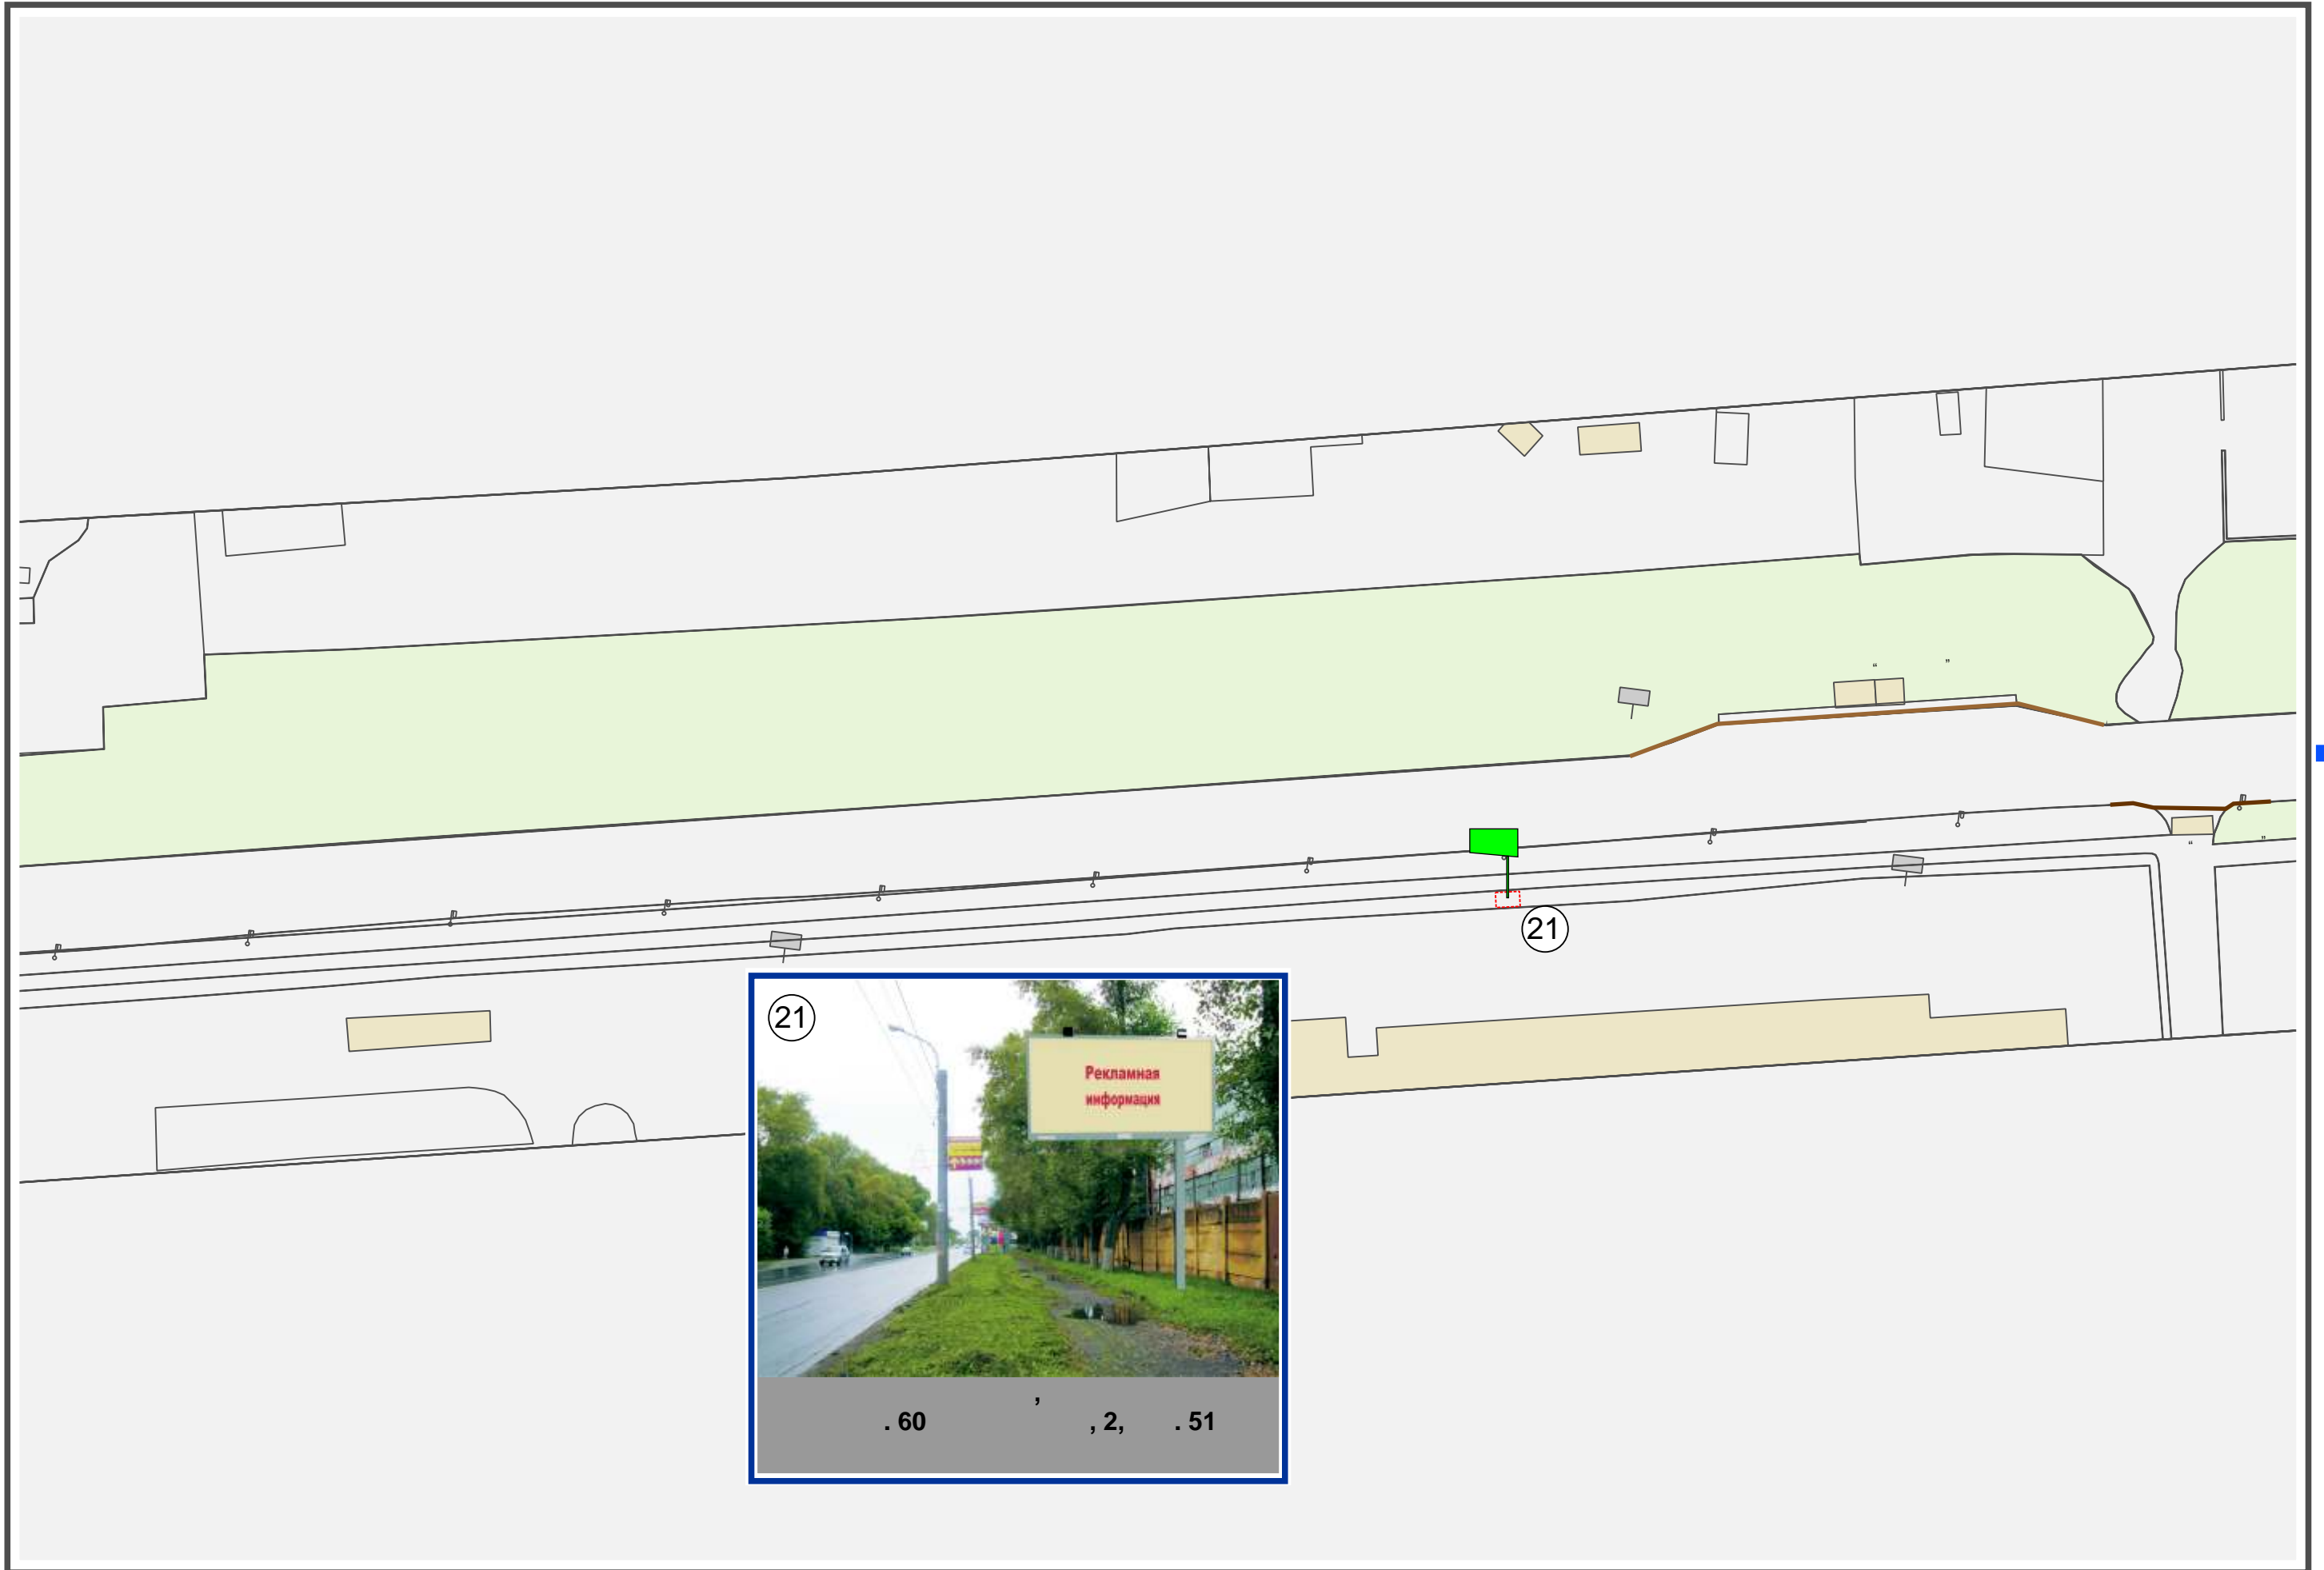 “ ”
“ ”
21
21
Рекламная
информация
,
. 60 , 2, . 51